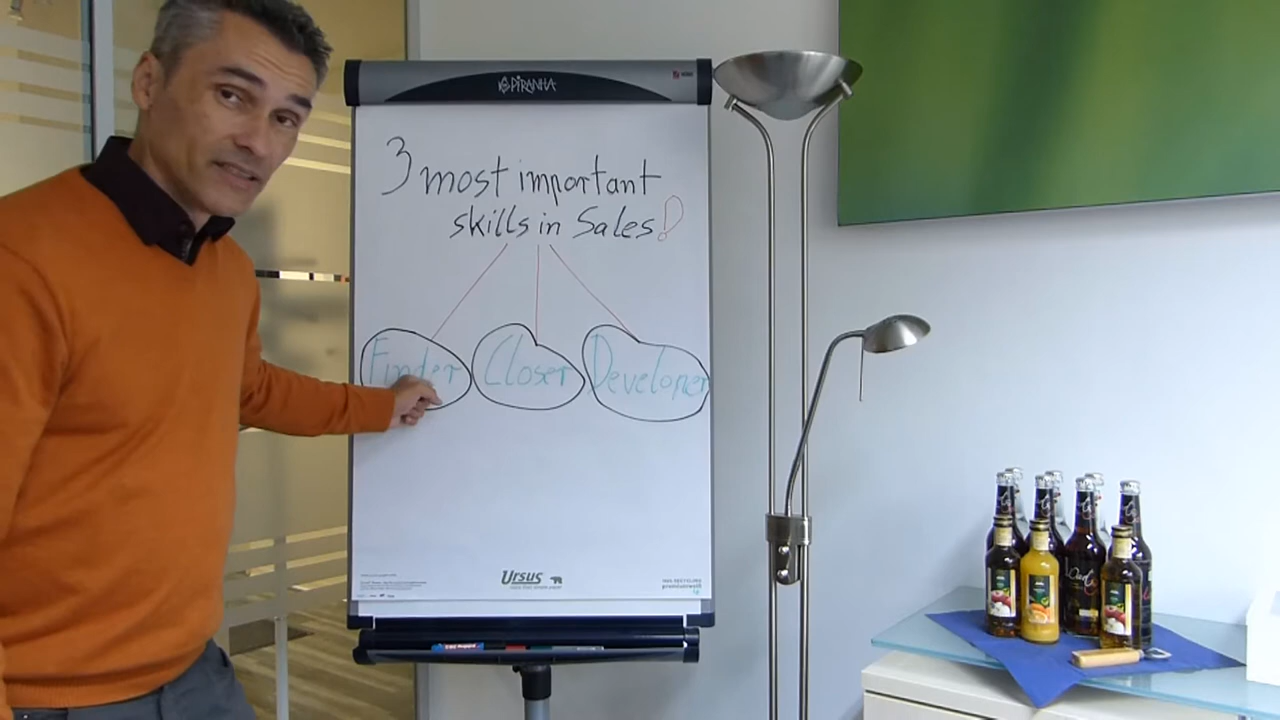 PiRANHA
3 most important
skills in Sales!
Finder Closer Developer
Ursus